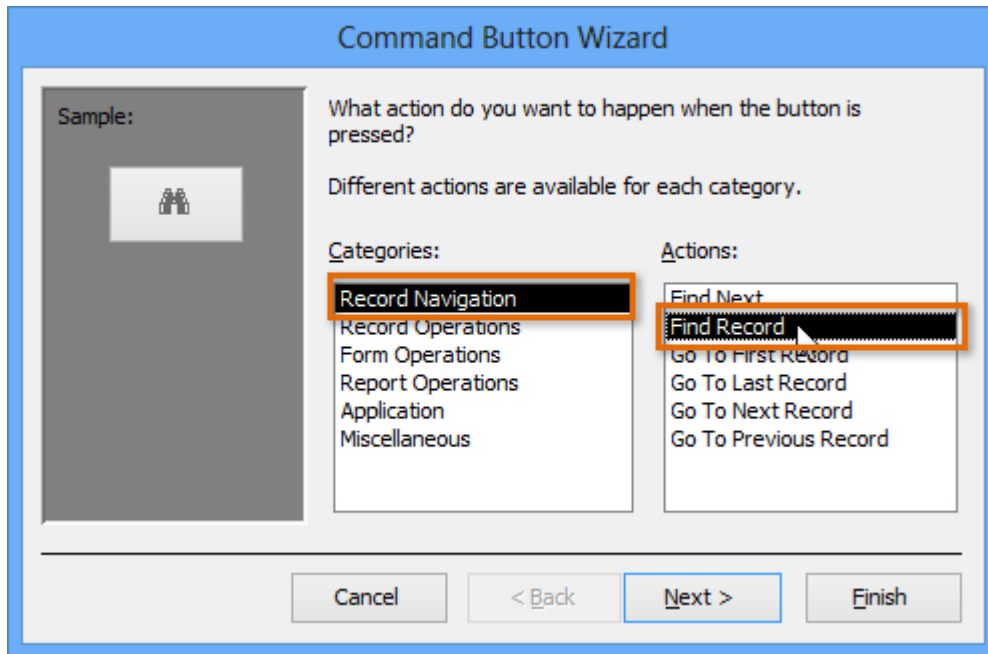 Command Button Wizard
Sample:
What action do you want to happen when the button is
pressed?
Different actions are available for each category.
Categories:
Record Navigation
Record Operations
Form Operations
Report Operations
Application
Miscellaneous
Actions:
Find Next
Find Record
Go To First Record
Go To Last Record
Go To Next Record
Go To Previous Record
Cancel
< Back
Next >
Finish